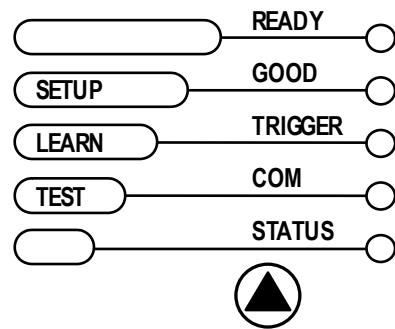 READY
SETUP GOOD
LEARN TRIGGER
TEST COM
STATUS